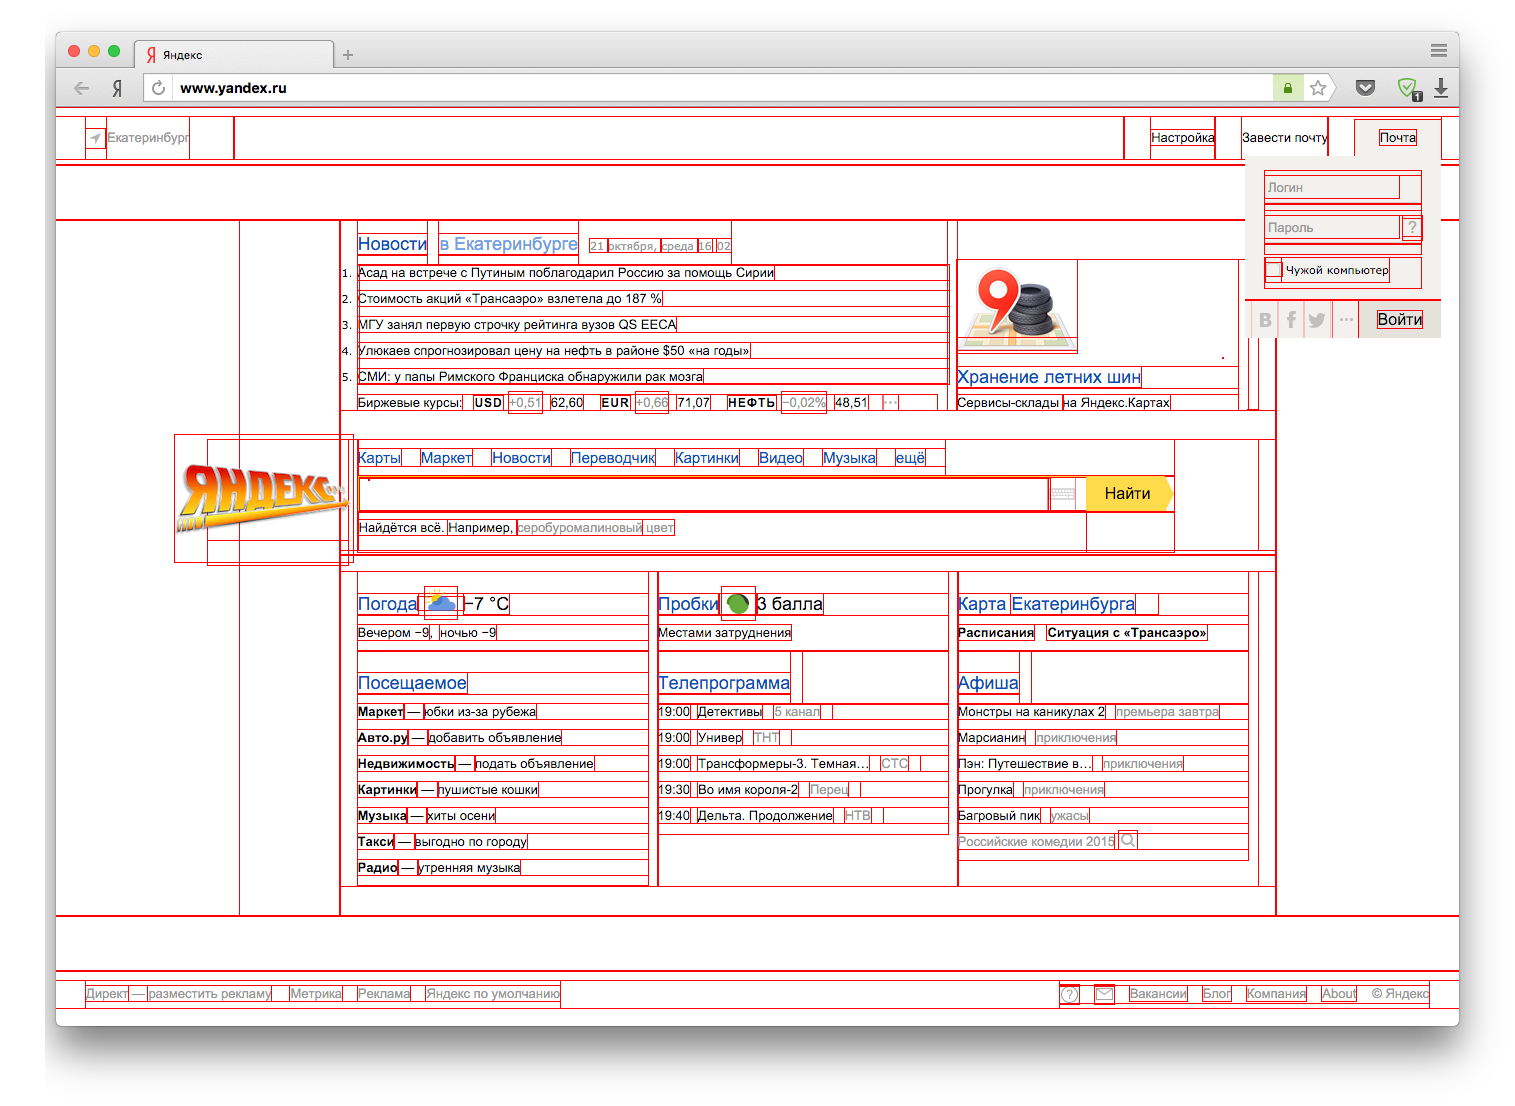 Яндекс
www.yandex.ru
1
Екатеринбург
Настройка Завести почту Почта
Логин
Пароль ?
Чужой компьютер
Войти
Новости в Екатеринбурге 21 октября, среда 16 02
1. Асад на встрече с Путиным поблагодарил Россию за помощь Сирии
2. Стоимость акций «Трансаэро» взлетела до 187 %
3. МГУ занял первую строчку рейтинга вузов QS EECA
4. Улюкаев спрогнозировал цену на нефть в районе $50 «на годы»
5. СМИ: у папы Римского Франциска обнаружили рак мозга
Биржевые курсы: USD +0,51 62,60 EUR +0,66 71,07 НЕФТЬ −0,02% 48,51 ···
Хранение летних шин
Сервисы-склады на Яндекс.Картах
ЯНДЕКС
Карты Маркет Новости Переводчик Картинки Видео Музыка ещё
Найти
Найдётся всё. Например, серобуромалиновый цвет
Погода −7 °C
Вечером −9, ночью −9
Пробки 3 балла
Местами затруднения
Карта Екатеринбурга
Расписания Ситуация с «Трансаэро»
Посещаемое
Маркет — юбки из-за рубежа
Авто.ру — добавить объявление
Недвижимость — подать объявление
Картинки — пушистые кошки
Музыка — хиты осени
Такси — выгодно по городу
Радио — утренняя музыка
Телепрограмма
19:00 Детективы 5 канал
19:00 Универ ТНТ
19:00 Трансформеры-3. Темная... СТС
19:30 Во имя короля-2 Перец
19:40 Дельта. Продолжение НТВ
Афиша
Монстры на каникулах 2 премьера завтра
Марсианин приключения
Пэн: Путешествие в... приключения
Прогулка приключения
Багровый пик ужасы
Российские комедии 2015
Директ — разместить рекламу Метрика Реклама Яндекс по умолчанию
? Вакансии Блог Компания About © Яндекс